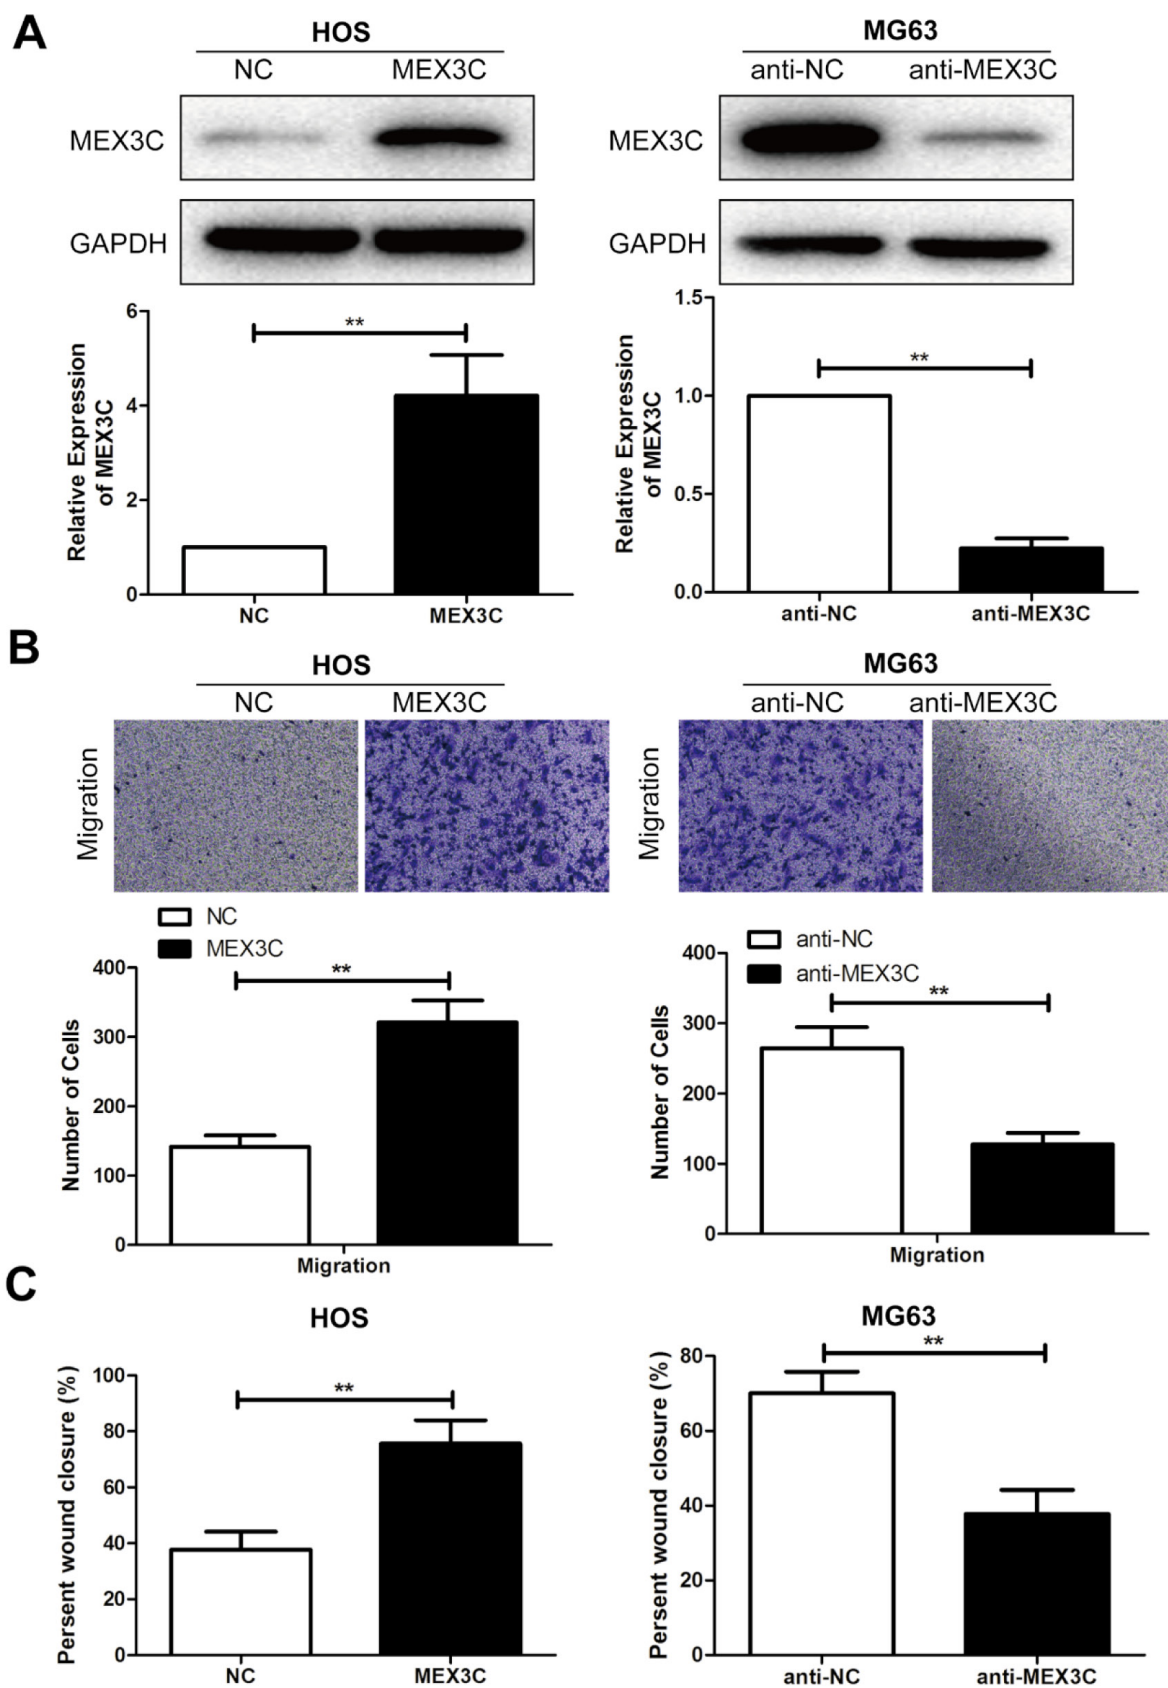 A
HOS
MG63
NC MEX3C
anti-NC anti-MEX3C
MEX3C
MEX3C
GAPDH
GAPDH
Relative Expression
of MEX3C
6
4
2
0
**
NC
MEX3C
Relative Expression
of MEX3C
1.5
1.0
0.5
0.0
**
anti-NC
anti-MEX3C
B
HOS
MG63
NC MEX3C
anti-NC anti-MEX3C
Migration
Migration
NC
MEX3C
Number of Cells
400
300
200
100
0
**
Migration
anti-NC
anti-MEX3C
Number of Cells
400
300
200
100
0
**
Migration
C
HOS
Persent wound closure (%)
100
80
60
40
20
0
**
NC
MEX3C
MG63
Persent wound closure (%)
80
60
40
20
0
**
anti-NC
anti-MEX3C